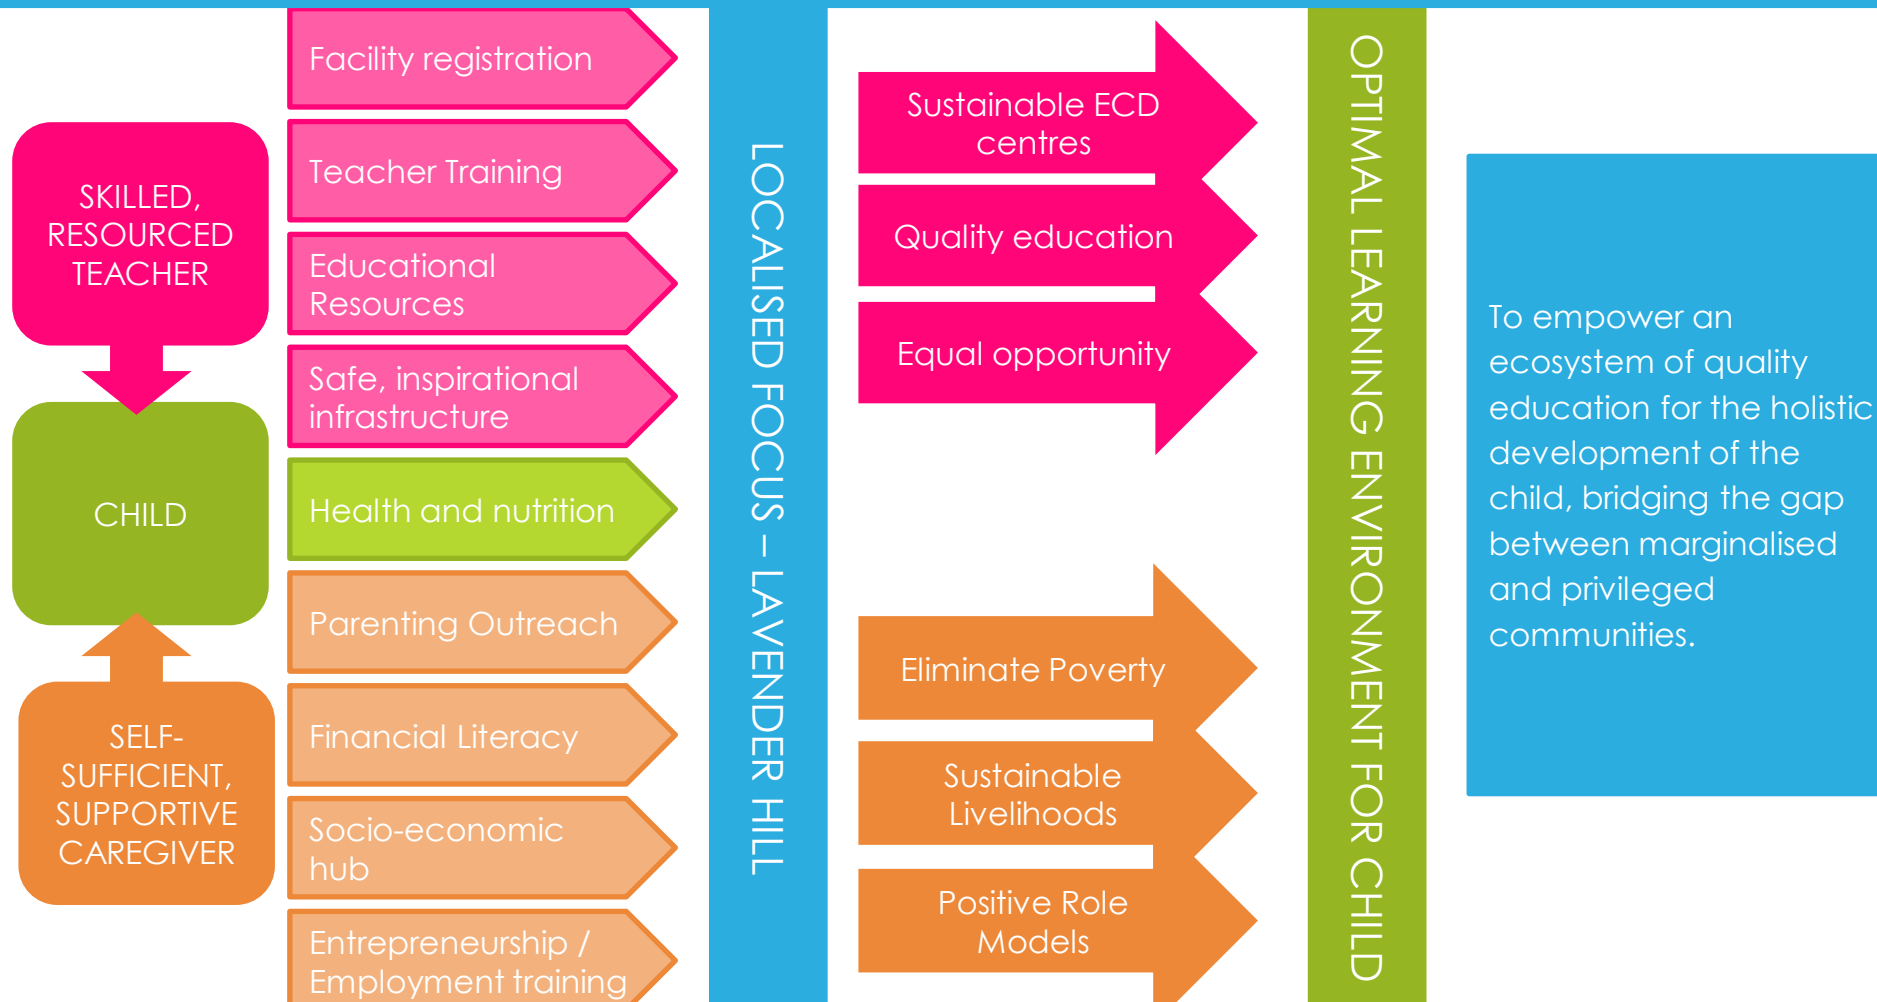 SKILLED,
RESOURCED
TEACHER
CHILD
SELF-
SUFFICIENT,
SUPPORTIVE
CAREGIVER
Facility registration
Teacher Training
Educational
Resources
Safe, inspirational
infrastructure
Health and nutrition
Parenting Outreach
Financial Literacy
Socio-economic
hub
Entrepreneurship /
Employment training
LOCALISED FOCUS – LAVENDER HILL
Sustainable ECD
centres
Quality education
Equal opportunity
Eliminate Poverty
Sustainable
Livelihoods
Positive Role
Models
OPTIMAL LEARNING ENVIRONMENT FOR CHILD
To empower an
ecosystem of quality
education for the holistic
development of the
child, bridging the gap
between marginalised
and privileged
communities.